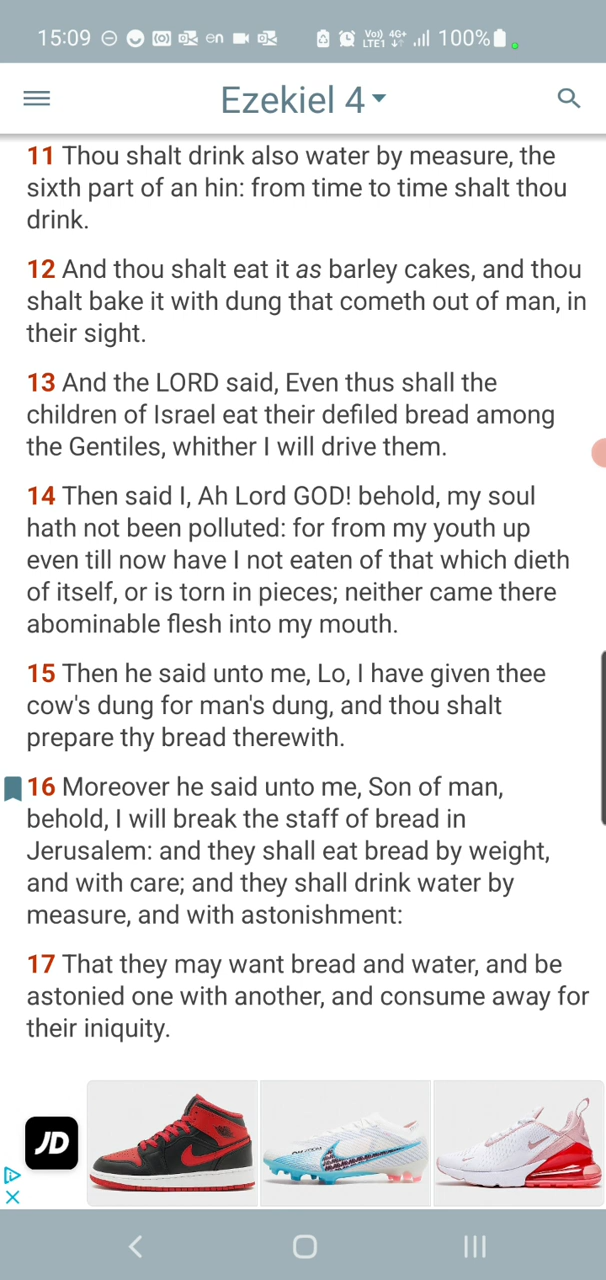 15:09 en Vo) LTE1 4G+ 100%
Ezekiel 4
11 Thou shalt drink also water by measure, the
sixth part of an hin: from time to time shalt thou
drink.
12 And thou shalt eat it as barley cakes, and thou
shalt bake it with dung that cometh out of man, in
their sight.
13 And the LORD said, Even thus shall the
children of Israel eat their defiled bread among
the Gentiles, whither I will drive them.
14 Then said I, Ah Lord GOD! behold, my soul
hath not been polluted: for from my youth up
even till now have I not eaten of that which dieth
of itself, or is torn in pieces; neither came there
abominable flesh into my mouth.
15 Then he said unto me, Lo, I have given thee
cow's dung for man's dung, and thou shalt
prepare thy bread therewith.
16 Moreover he said unto me, Son of man,
behold, I will break the staff of bread in
Jerusalem: and they shall eat bread by weight,
and with care; and they shall drink water by
measure, and with astonishment:
17 That they may want bread and water, and be
astonied one with another, and consume away for
their iniquity.
JD